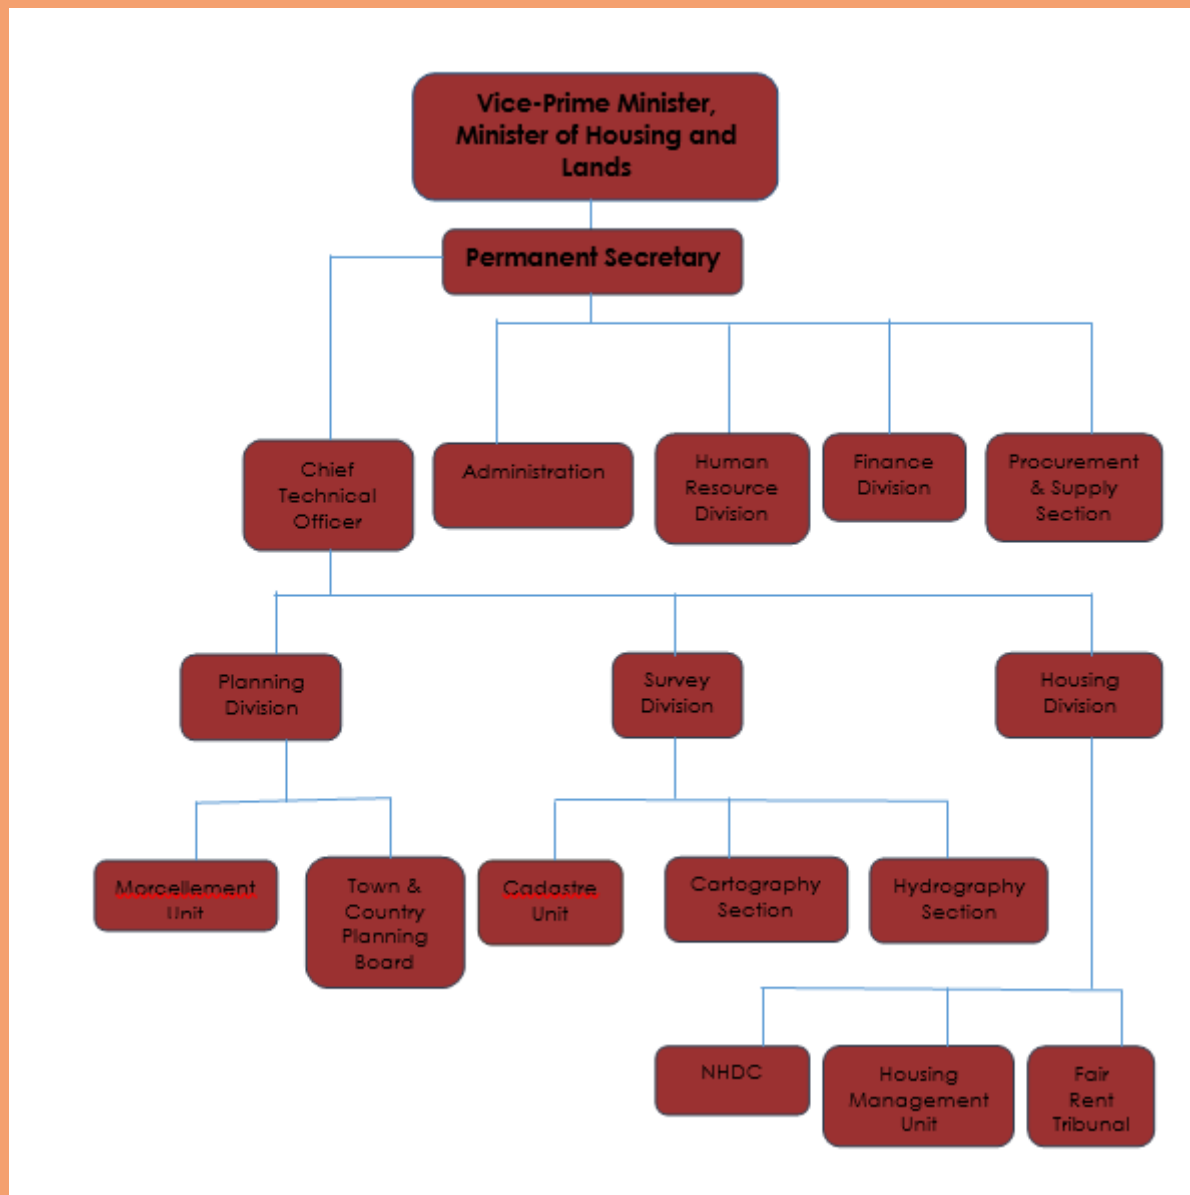 Vice-Prime Minister,
Minister of Housing and
Lands
Permanent Secretary
Chief
Technical
Officer
Administration
Human
Resource
Division
Finance
Division
Procurement
& Supply
Section
Planning
Division
Survey
Division
Housing
Division
Morcellement
Unit
Town &
Country
Planning
Board
Cadastre
Unit
Cartography
Section
Hydrography
Section
NHDC
Housing
Management
Unit
Fair
Rent
Tribunal